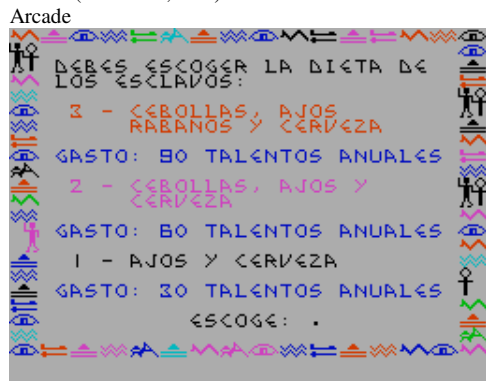 Arcade
DEBES ESCOGER LA DIETA DE
LOS ESCLAVOS:
3 - CEBOLLAS, AJOS
RABANOS Y CERVEZA
GASTO: 90 TALENTOS ANUALES
2 - CEBOLLAS, AJOS Y
CERVEZA
GASTO: 60 TALENTOS ANUALES
1 - AJOS Y CERVEZA
GASTO: 30 TALENTOS ANUALES
ESCOGE: .